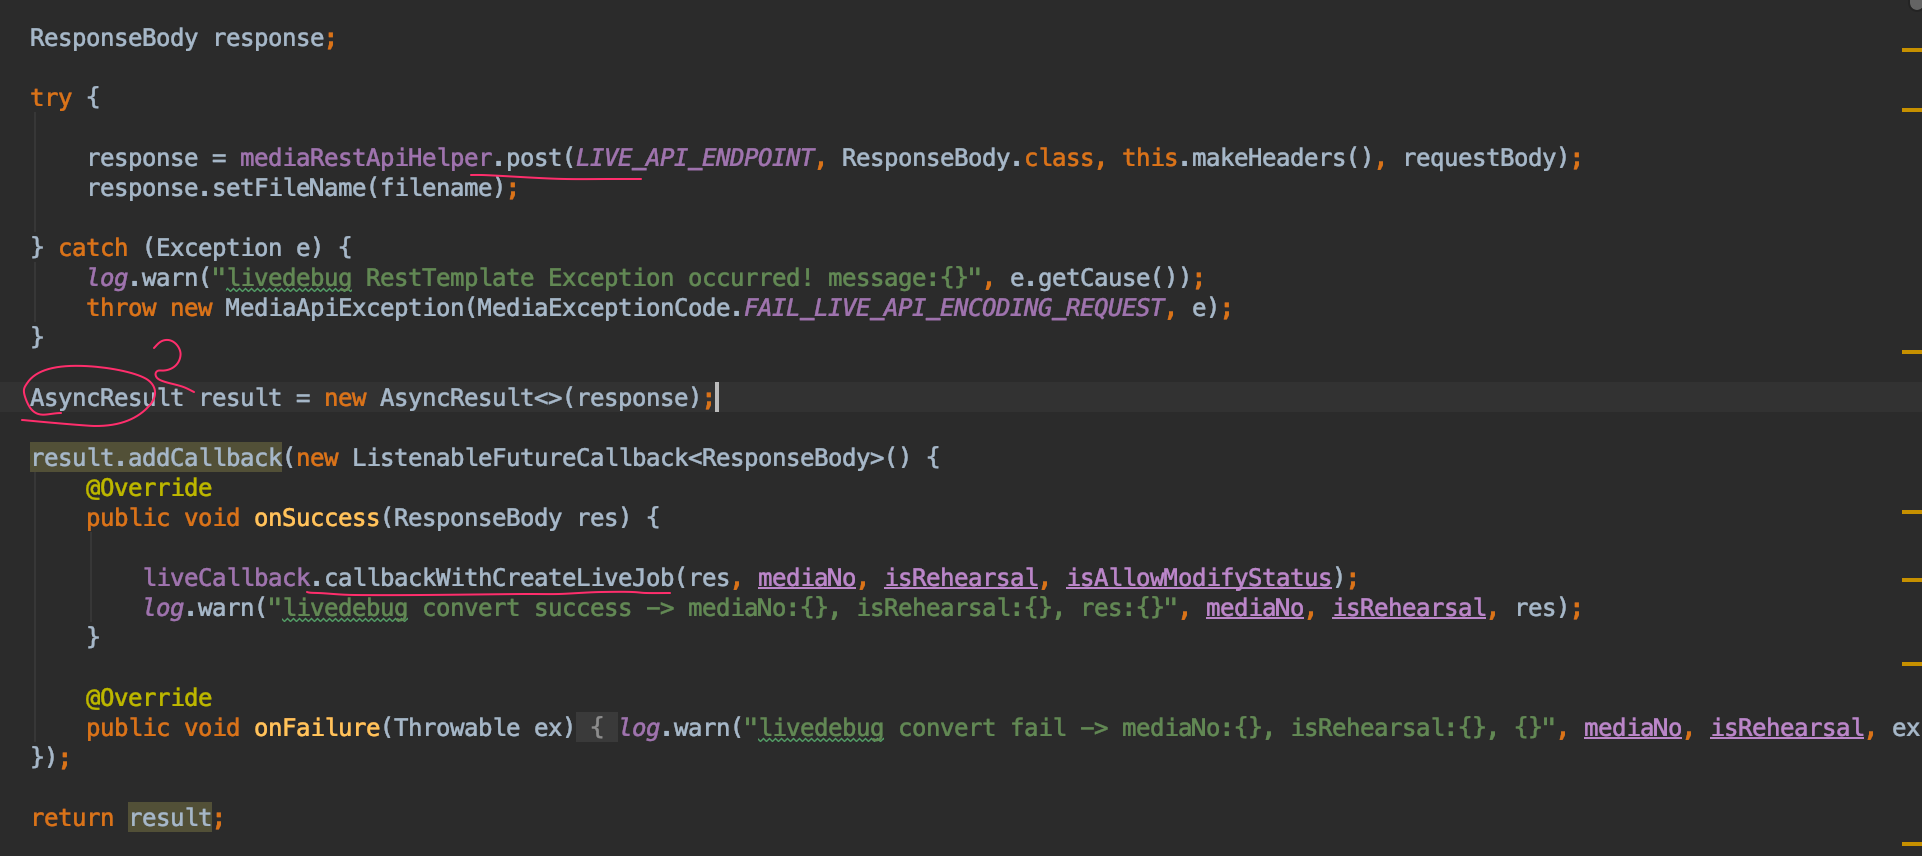 ResponseBody response;
try {
response = mediaRestApiHelper.post(LIVE_API_ENDPOINT, ResponseBody.class, this.makeHeaders(), requestBody);
response.setFileName(filename);
} catch (Exception e) {
log.warn("livedebug RestTemplate Exception occurred! message:{}", e.getCause());
throw new MediaApiException(MediaExceptionCode.FAIL_LIVE_API_ENCODING_REQUEST, e);
}
AsyncResult result = new AsyncResult<>(response);
result.addCallback(new ListenableFutureCallback<ResponseBody>() {
@Override
public void onSuccess(ResponseBody res) {
liveCallback.callbackWithCreateLiveJob(res, mediaNo, isRehearsal, isAllowModifyStatus);
log.warn("livedebug convert success -> mediaNo:{}, isRehearsal:{}, res:{}", mediaNo, isRehearsal, res);
}
@Override
public void onFailure(Throwable ex) { log.warn("livedebug convert fail -> mediaNo:{}, isRehearsal:{}, {}", mediaNo, isRehearsal, ex
});
return result;